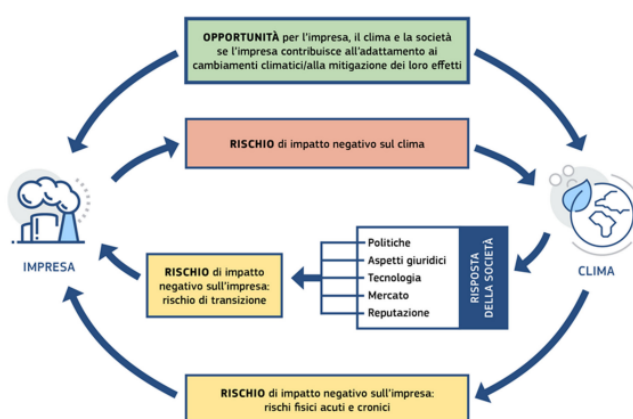 OPPORTUNITÀ per l'impresa, il clima e la società
se l'impresa contribuisce all'adattamento ai
cambiamenti climatici/alla mitigazione dei loro effetti
RISCHIO di impatto negativo sul clima
IMPRESA
CLIMA
RISCHIO di impatto
negativo sull'impresa:
rischio di transizione
Politiche
Aspetti giuridici
Tecnologia
Mercato
Reputazione
RISPOSTA
DELLA SOCIETÀ
RISCHIO di impatto negativo sull'impresa:
rischi fisici acuti e cronici